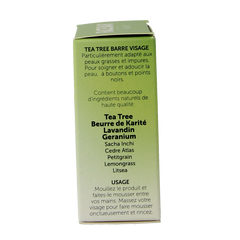 TEA TREE BARRE VISAGE
Particulièrement adapté aux
peaux grasses et impures.
Pour soigner et adoucir la
peau, à boutons et points
noirs.
Contient beaucoup
d'ingrédients naturels de
haute qualité
Tea Tree
Beurre de Karité
Lavandin
Geranium
Sacha Inchi
Cedre Atlas
Petitgrain
Lemongrass
Litsea
USAGE
Mouillez le produit et
faites-le mousser entre
vos mains. Massez votre
visage pour faire mousser
onctueusement et rincez.